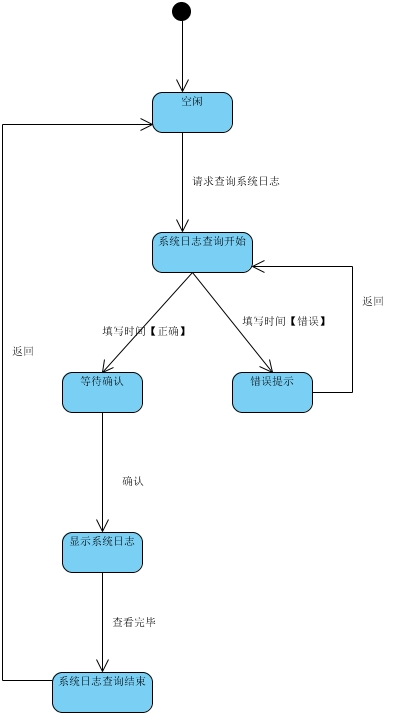 空闲
请求查询系统日志
系统日志查询开始
返回
填写时间【错误】
填写时间【正确】
返回
等待确认
错误提示
确认
显示系统日志
查看完毕
系统日志查询结束